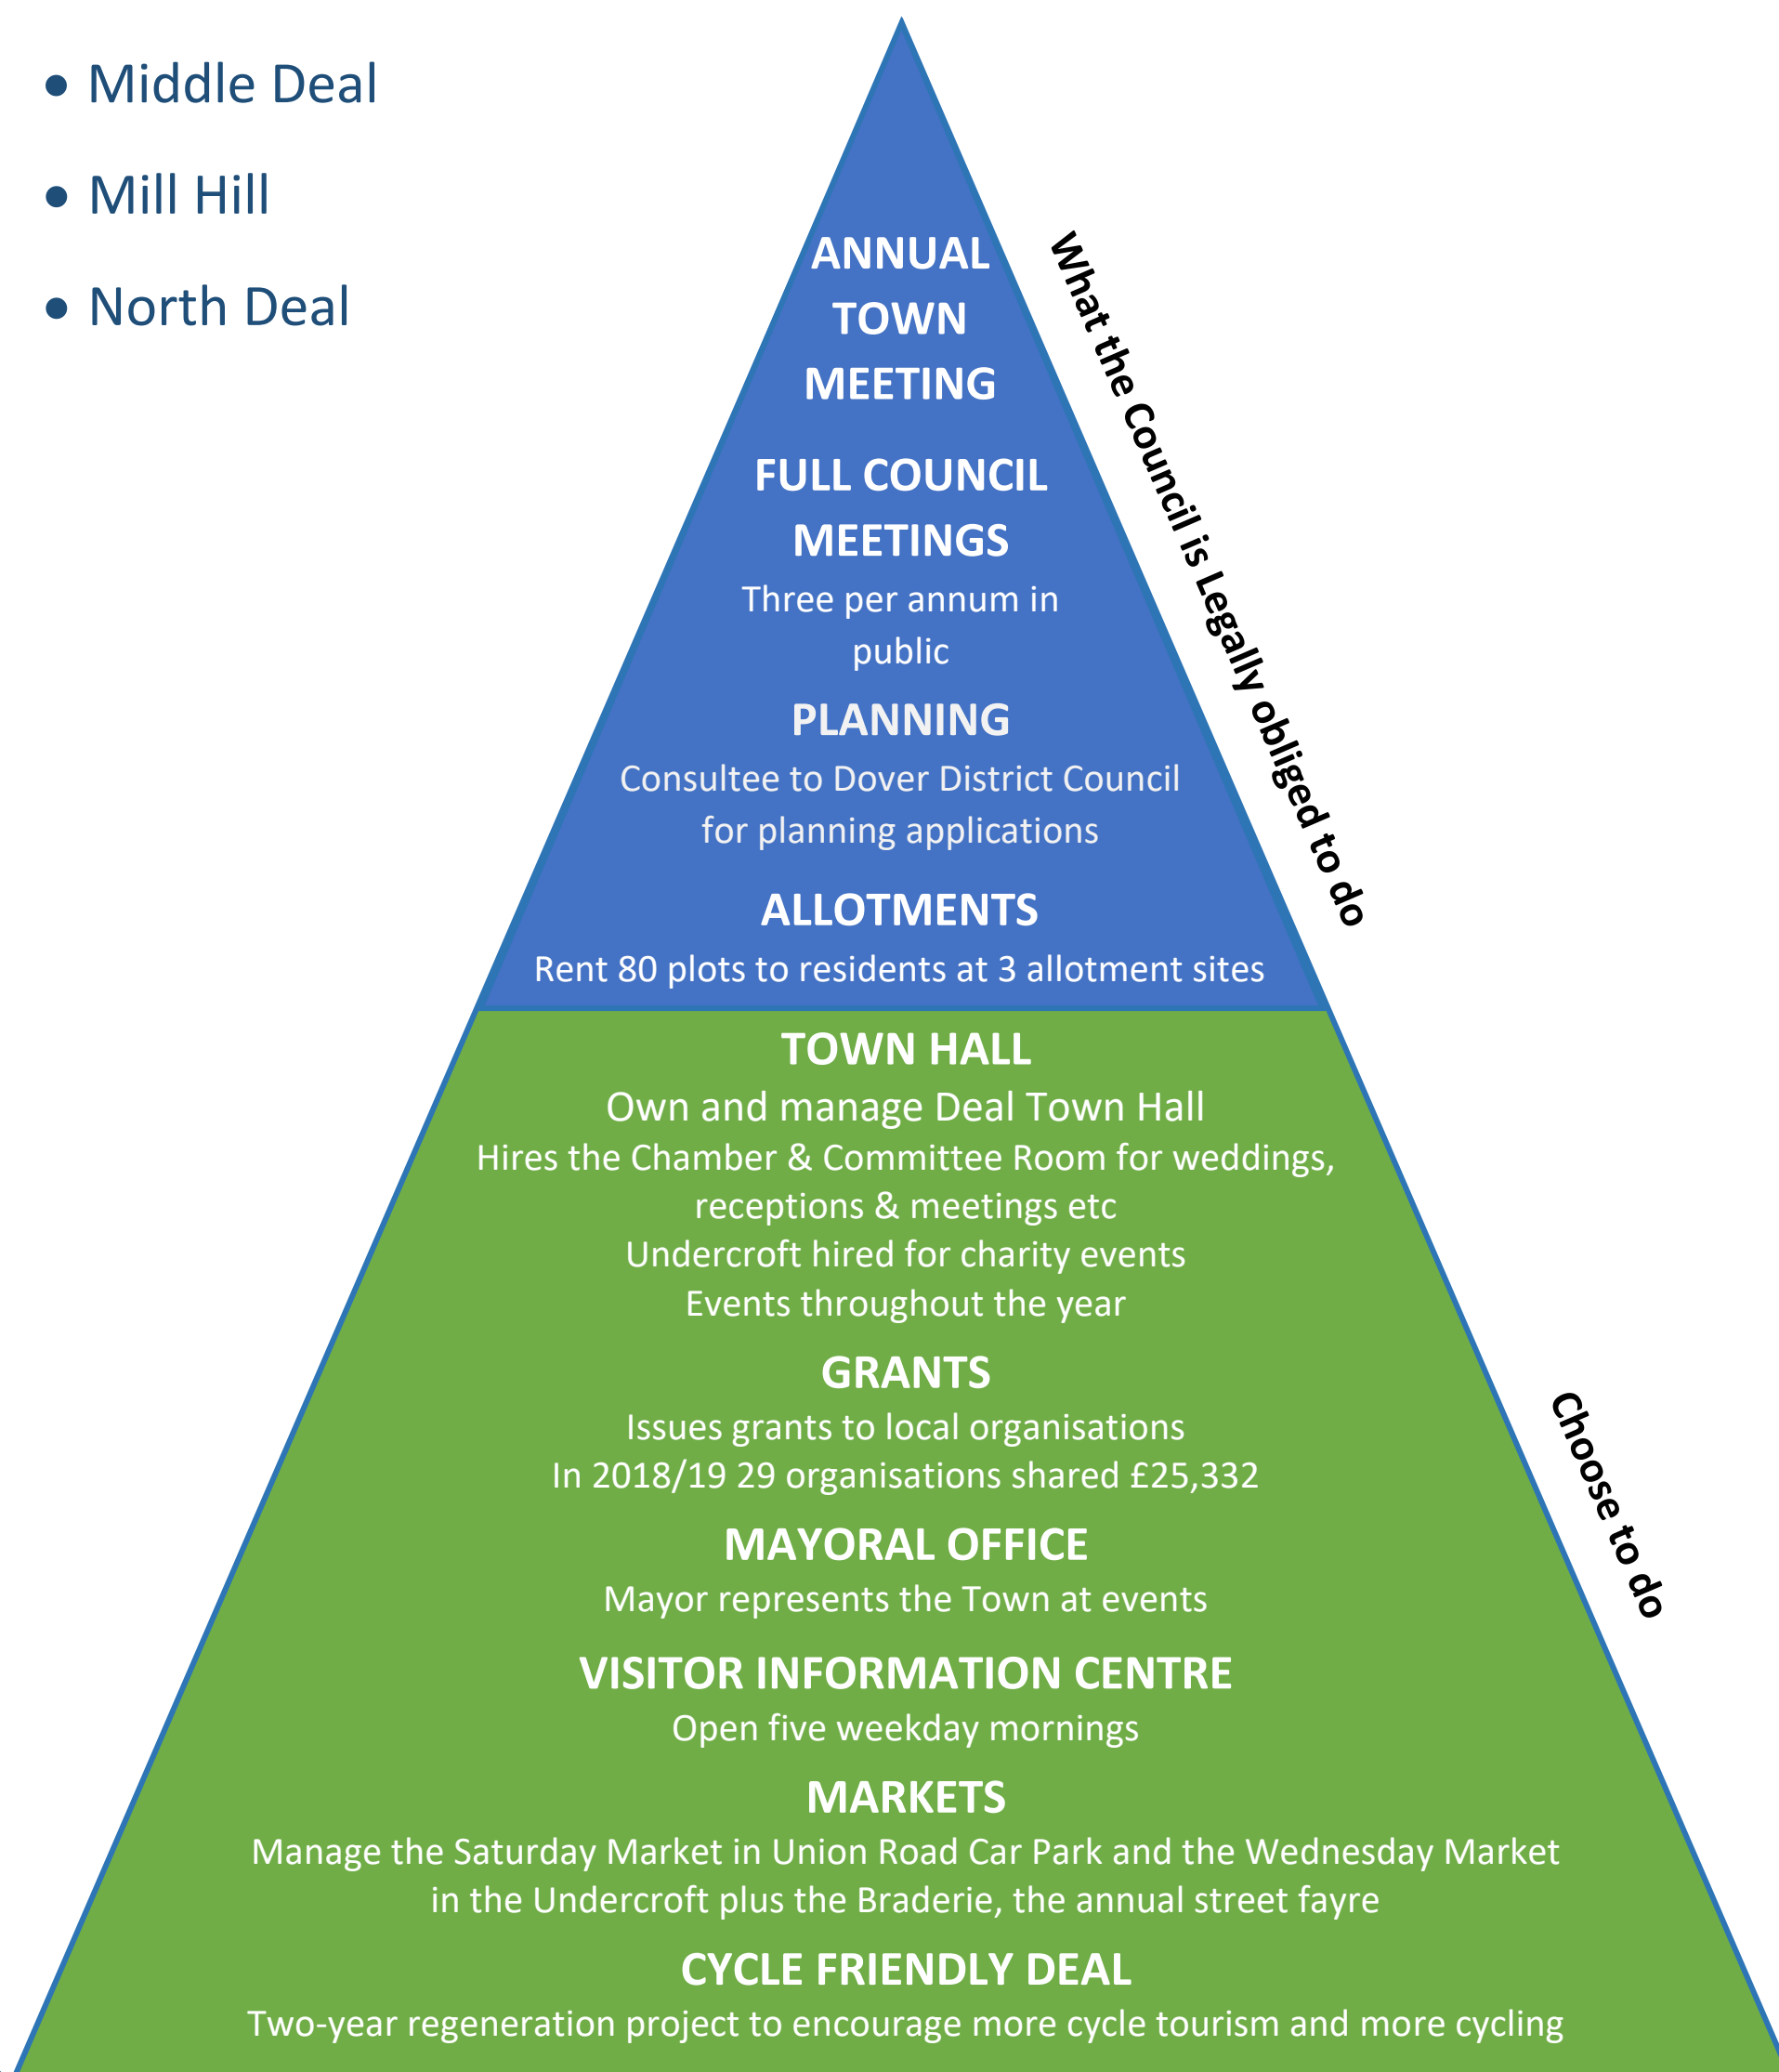 • Middle Deal
• Mill Hill
• North Deal
ANNUAL
TOWN
MEETING
FULL COUNCIL
MEETINGS
Three per annum in
public
PLANNING
Consultee to Dover District Council
for planning applications
ALLOTMENTS
Rent 80 plots to residents at 3 allotment sites
What the Council is Legally obliged to do
TOWN HALL
Own and manage Deal Town Hall
Hires the Chamber & Committee Room for weddings,
receptions & meetings etc
Undercroft hired for charity events
Events throughout the year
GRANTS
Issues grants to local organisations
In 2018/19 29 organisations shared £25,332
MAYORAL OFFICE
Mayor represents the Town at events
VISITOR INFORMATION CENTRE
Open five weekday mornings
MARKETS
Manage the Saturday Market in Union Road Car Park and the Wednesday Market
in the Undercroft plus the Braderie, the annual street fayre
CYCLE FRIENDLY DEAL
Two-year regeneration project to encourage more cycle tourism and more cycling
Choose to do